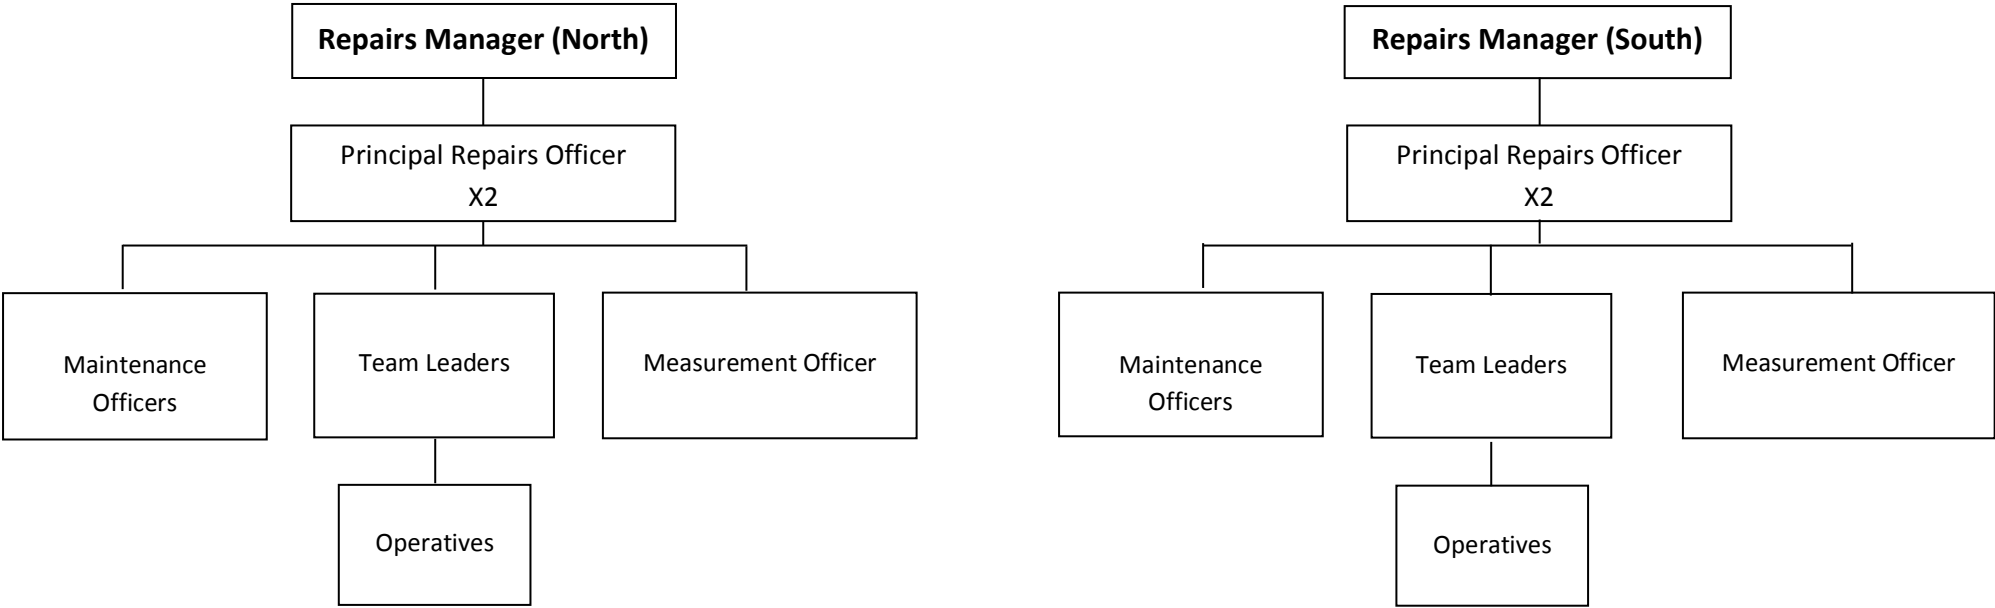 Repairs Manager (North)
Principal Repairs Officer
X2
Maintenance
Officers
Team Leaders
Measurement Officer
Operatives
Repairs Manager (South)
Principal Repairs Officer
X2
Maintenance
Officers
Team Leaders
Measurement Officer
Operatives